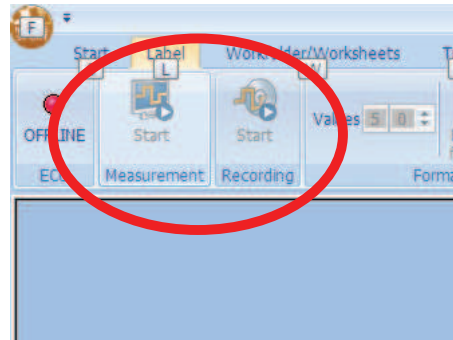 F
Start Label Workfolder/Worksheets
L W
OFFLINE Start Start Values 5 0
ECU Measurement Recording Forma